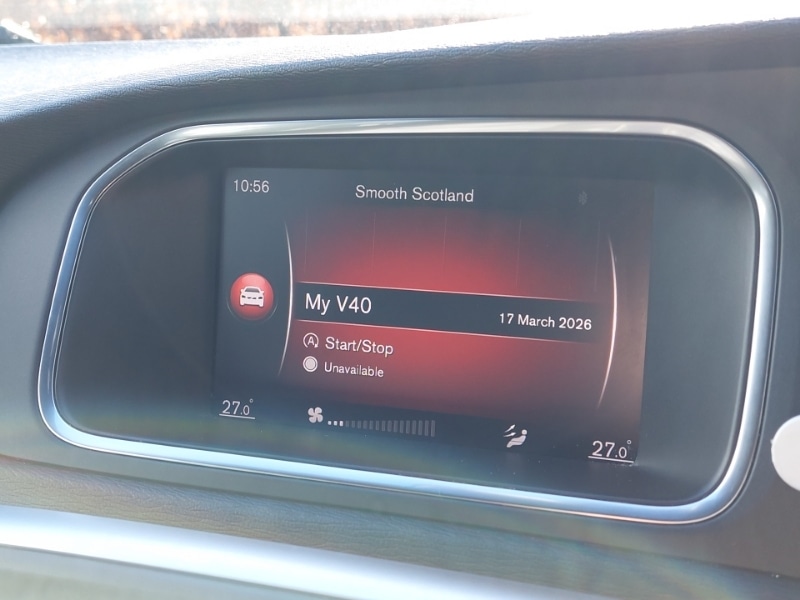 10:56
Smooth Scotland
My V40
17 March 2026
A Start/Stop
Unavailable
27.0°
27.0°